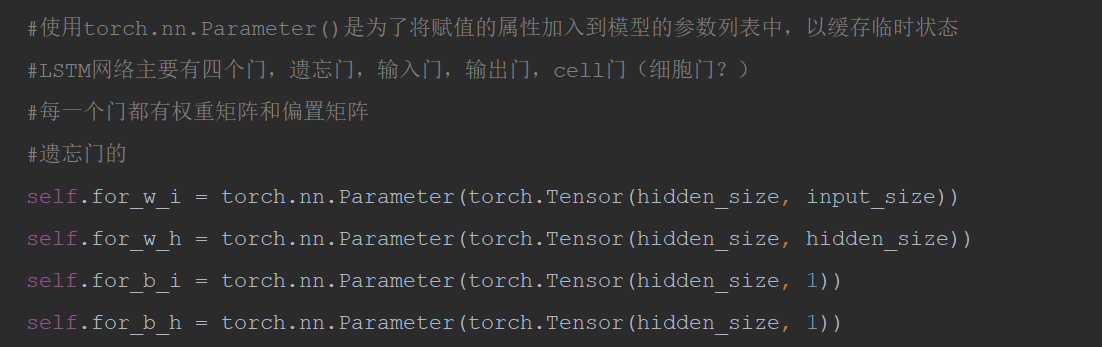 #使用torch.nn.Parameter()是为了将赋值的属性加入到模型的参数列表中，以缓存临时状态
#LSTM网络主要有四个门，遗忘门，输入门，输出门，cell门（细胞门？）
#每一个门都有权重矩阵和偏置矩阵
#遗忘门的
self.for_w_i = torch.nn.Parameter(torch.Tensor(hidden_size, input_size))
self.for_w_h = torch.nn.Parameter(torch.Tensor(hidden_size, hidden_size))
self.for_b_i = torch.nn.Parameter(torch.Tensor(hidden_size, 1))
self.for_b_h = torch.nn.Parameter(torch.Tensor(hidden_size, 1))